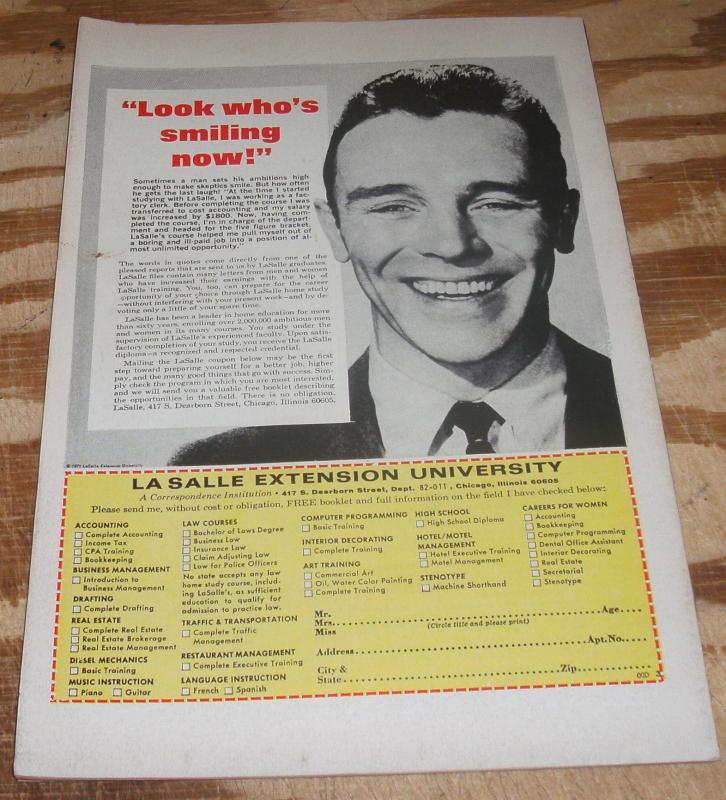 “Look who’s
smiling
now!”
Sometimes a man sets his ambitions high
enough to make skeptics smile. But how often
he gets the last laugh! “At the time I started
studying with LaSalle, I was working as a fac-
tory clerk. Before completing the course I was
transferred to cost accounting and my salary
was increased by $1800. Now, having com-
pleted the course, I’m in charge of the depart-
ment and headed for the five figure bracket.
LaSalle’s course helped me pull myself out of
a boring and ill-paid job into a position of al-
most unlimited opportunity.”
The words in quotes come directly from one of the
pleased reports that are sent to us by LaSalle graduates.
LaSalle files contain many letters from men and women
who have increased their earnings with the help of
LaSalle training. You, too, can prepare for the career
opportunity of your choice through LaSalle home study
—without interfering with your present work—and by de-
voting only a little of your spare time.
LaSalle has been a leader in home education for more
than sixty years, enrolling over 2,000,000 ambitious men
and women in its many courses. You study under the
supervision of LaSalle’s experienced faculty. Upon satis-
factory completion of your study, you receive the LaSalle
diploma—a recognized and respected credential.
Mailing the LaSalle coupon below may be the first
step toward preparing yourself for a better job, higher
pay, and the many good things that go with success. Sim-
ply check the program in which you are most interested,
and we will send you a valuable free booklet describing
the opportunities in that field. There is no obligation.
LaSalle, 417 S. Dearborn Street, Chicago, Illinois 60605.
© 1971 LaSalle Extension University
LA SALLE EXTENSION UNIVERSITY
A Correspondence Institution • 417 S. Dearborn Street, Dept. 82-011, Chicago, Illinois 60605
Please send me, without cost or obligation, FREE booklet and full information on the field I have checked below:
ACCOUNTING
Complete Accounting
Income Tax
CPA Training
Bookkeeping
BUSINESS MANAGEMENT
Introduction to
Business Management
DRAFTING
Complete Drafting
REAL ESTATE
Complete Real Estate
Real Estate Brokerage
Real Estate Management
DIESEL MECHANICS
Basic Training
MUSIC INSTRUCTION
Piano Guitar
LAW COURSES
Bachelor of Laws Degree
Business Law
Insurance Law
Claim Adjusting Law
Law for Police Officers
No state accepts any law
home study course, includ-
ing LaSalle’s, as sufficient
education to qualify for
admission to practice law.
TRAFFIC & TRANSPORTATION
Complete Traffic
Management
RESTAURANT MANAGEMENT
Complete Executive Training
LANGUAGE INSTRUCTION
French Spanish
COMPUTER PROGRAMMING
Basic Training
INTERIOR DECORATING
Complete Training
ART TRAINING
Commercial Art
Oil, Water Color Painting
Complete Training
HIGH SCHOOL
High School Diploma
HOTEL/MOTEL
MANAGEMENT
Hotel Executive Training
Motel Management
STENOTYPE
Machine Shorthand
CAREERS FOR WOMEN
Accounting
Bookkeeping
Computer Programming
Dental Office Assistant
Interior Decorating
Real Estate
Secretarial
Stenotype
Mr.
Mrs. Age
Miss (Circle title and please print)
Address Apt. No.
City &
State Zip
00D